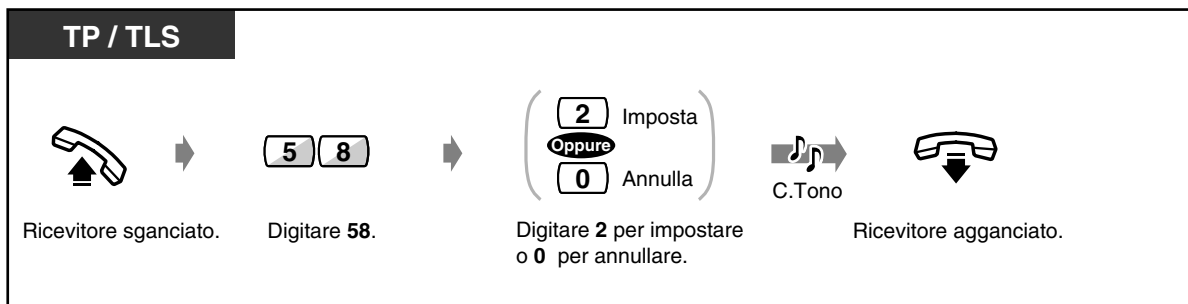 TP / TLS
5 8
2 Imposta
Oppure
0 Annulla
C.Tono
Ricevitore sganciato.
Digitare 58.
Digitare 2 per impostare
o 0 per annullare.
Ricevitore agganciato.